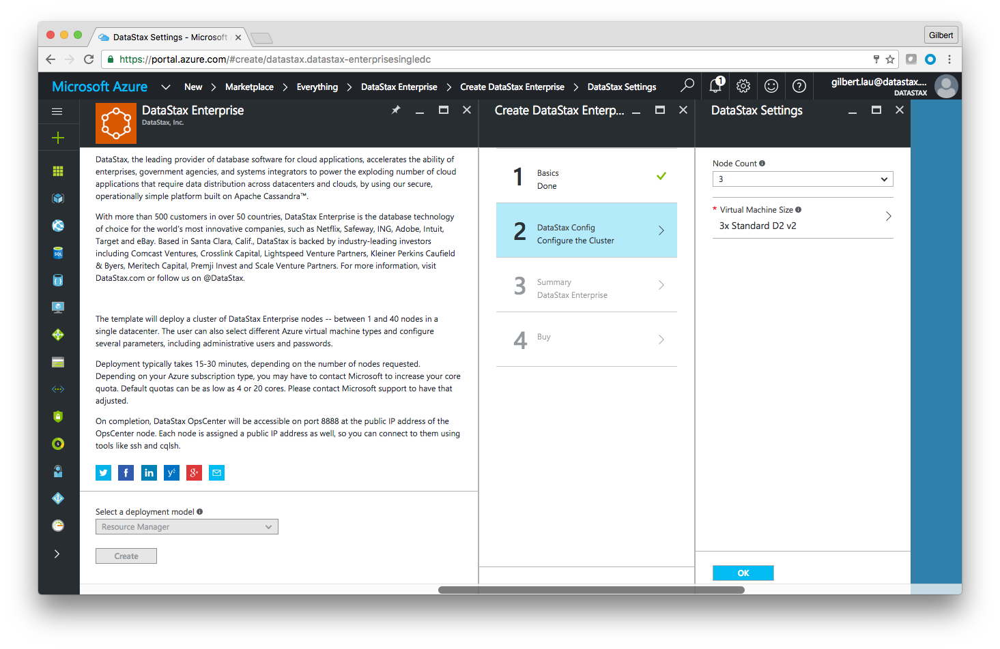 DataStax Settings - Microsoft
Gilbert
https://portal.azure.com/#create/datastax.datastax-enterprisesingledc
Microsoft Azure
New
Marketplace
Everything
DataStax Enterprise
Create DataStax Enterprise
DataStax Settings
1
gilbert.lau@datastax....
DATASTAX
DataStax Enterprise
DataStax, Inc.
DataStax, the leading provider of database software for cloud applications, accelerates the ability of
enterprises, government agencies, and systems integrators to power the exploding number of cloud
applications that require data distribution across datacenters and clouds, by using our secure,
operationally simple platform built on Apache Cassandra™.
With more than 500 customers in over 50 countries, DataStax Enterprise is the database technology
of choice for the world's most innovative companies, such as Netflix, Safeway, ING, Adobe, Intuit,
Target and eBay. Based in Santa Clara, Calif., DataStax is backed by industry-leading investors
including Comcast Ventures, Crosslink Capital, Lightspeed Venture Partners, Kleiner Perkins Caufield
& Byers, Meritech Capital, Premji Invest and Scale Venture Partners. For more information, visit
DataStax.com or follow us on @DataStax.
The template will deploy a cluster of DataStax Enterprise nodes -- between 1 and 40 nodes in a
single datacenter. The user can also select different Azure virtual machine types and configure
several parameters, including administrative users and passwords.
Deployment typically takes 15-30 minutes, depending on the number of nodes requested.
Depending on your Azure subscription type, you may have to contact Microsoft to increase your core
quota. Default quotas can be as low as 4 or 20 cores. Please contact Microsoft support to have that
adjusted.
On completion, DataStax OpsCenter will be accessible on port 8888 at the public IP address of the
OpsCenter node. Each node is assigned a public IP address as well, so you can connect to them using
tools like ssh and cqlsh.
Select a deployment model
Resource Manager
Create
Create DataStax Enterp...
1
Basics
Done
2
DataStax Config
Configure the Cluster
3
Summary
DataStax Enterprise
4
Buy
DataStax Settings
Node Count
3
* Virtual Machine Size
3x Standard D2 v2
OK